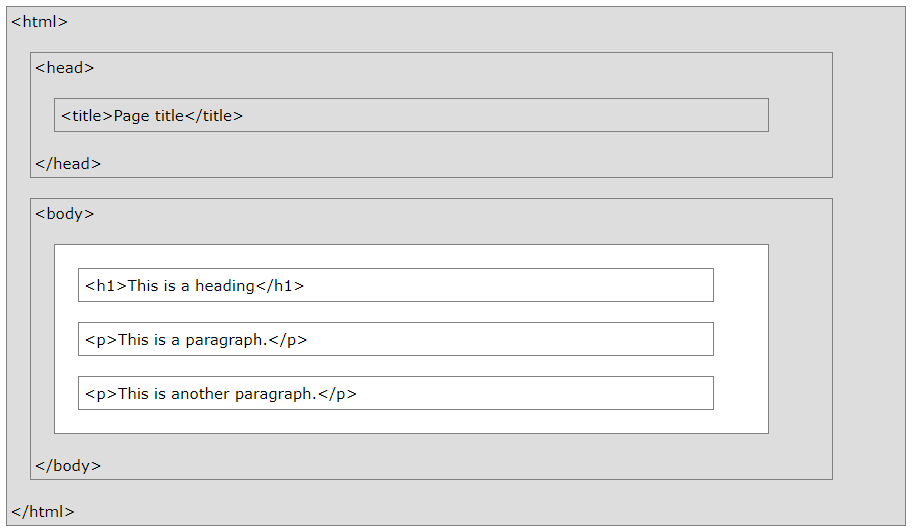 <html>
<head>
<title>Page title</title>
</head>
<body>
<h1>This is a heading</h1>
<p>This is a paragraph.</p>
<p>This is another paragraph.</p>
</body>
</html>